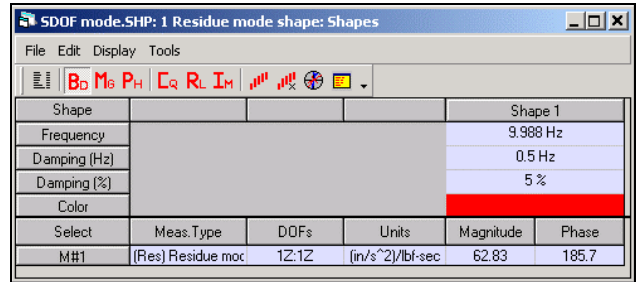 SDOF mode.SHP: 1 Residue mode shape: Shapes
File Edit Display Tools
BD MG PH CQ RL IM
Shape Shape 1
Frequency 9.988 Hz
Damping (Hz) 0.5 Hz
Damping (%) 5 %
Color
Select Meas.Type DOFs Units Magnitude Phase
M#1 (Res) Residue moc 1Z:1Z (in/s^2)/lbf-sec 62.83 185.7